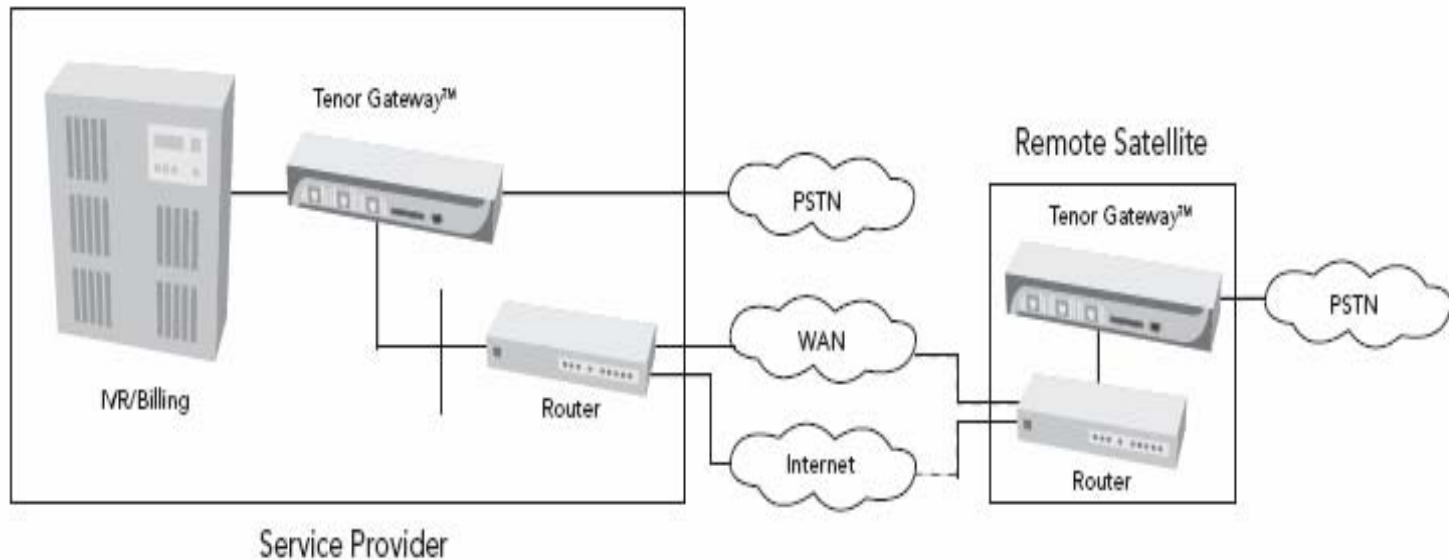 Tenor Gateway™
IVR/Billing
PSTN
WAN
Router
Internet
Service Provider
Remote Satellite
Tenor Gateway™
PSTN
Router